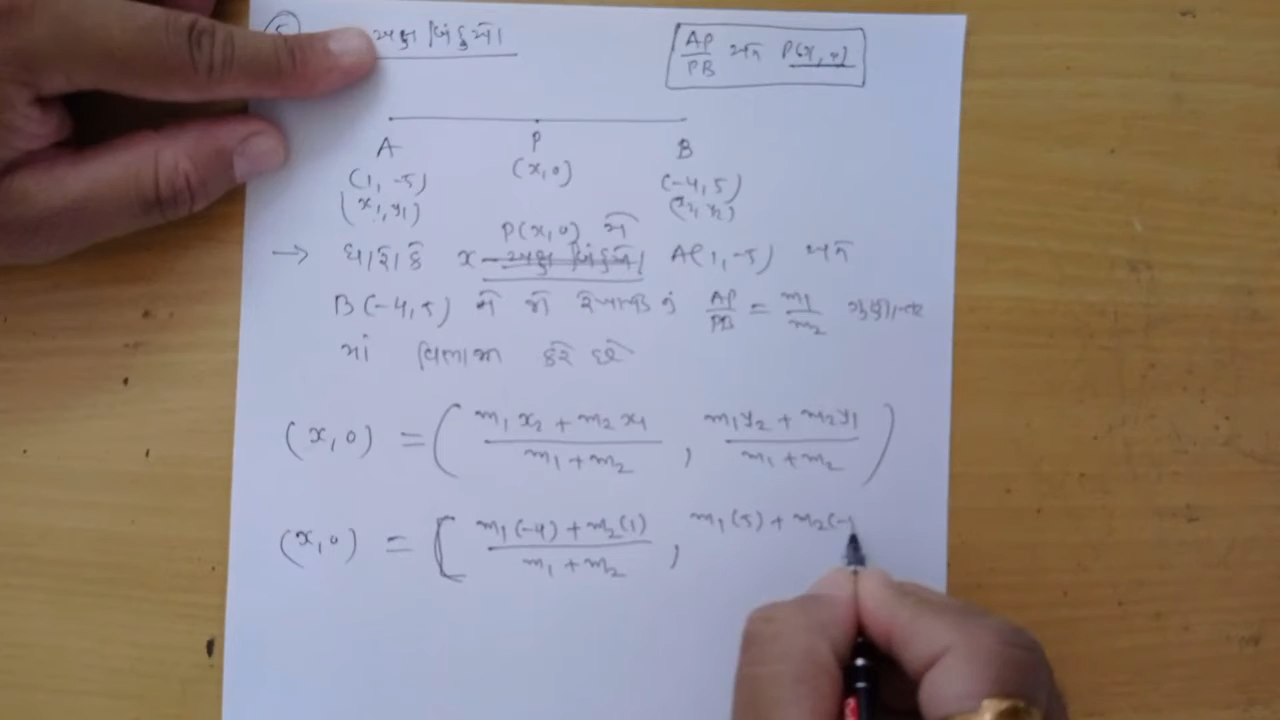 અક્ષ બિંદુએ
AP/PB અને P(x, y)
A P B
(1, -5) (x,0) (-4,5)
(x1,y1) (x2 y2)
P(x,0) એ
→ ધારો કે x A(1,-5) અને
B(-4,5) ને AP/PB = m1/m2 ગુણોત્તર
માં વિભાજન કરે છે
(x,0) = (m1x2 + m2x1 / m1+m2 , m1y2 + m2y1 / m1+m2)
(x,0) = [ m1(-4) + m2(1) / m1 + m2 , m1(5) + m2(-